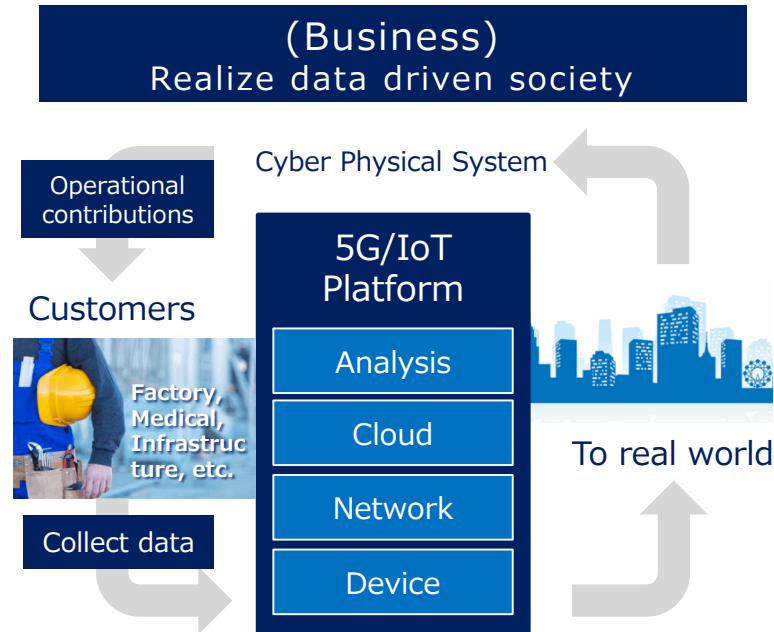 (Business)
Realize data driven society
Cyber Physical System
Operational
contributions
5G/IoT
Platform
Customers
Analysis
Factory,
Medical,
Infrastruc
ture, etc.
Cloud
To real world
Network
Collect data
Device